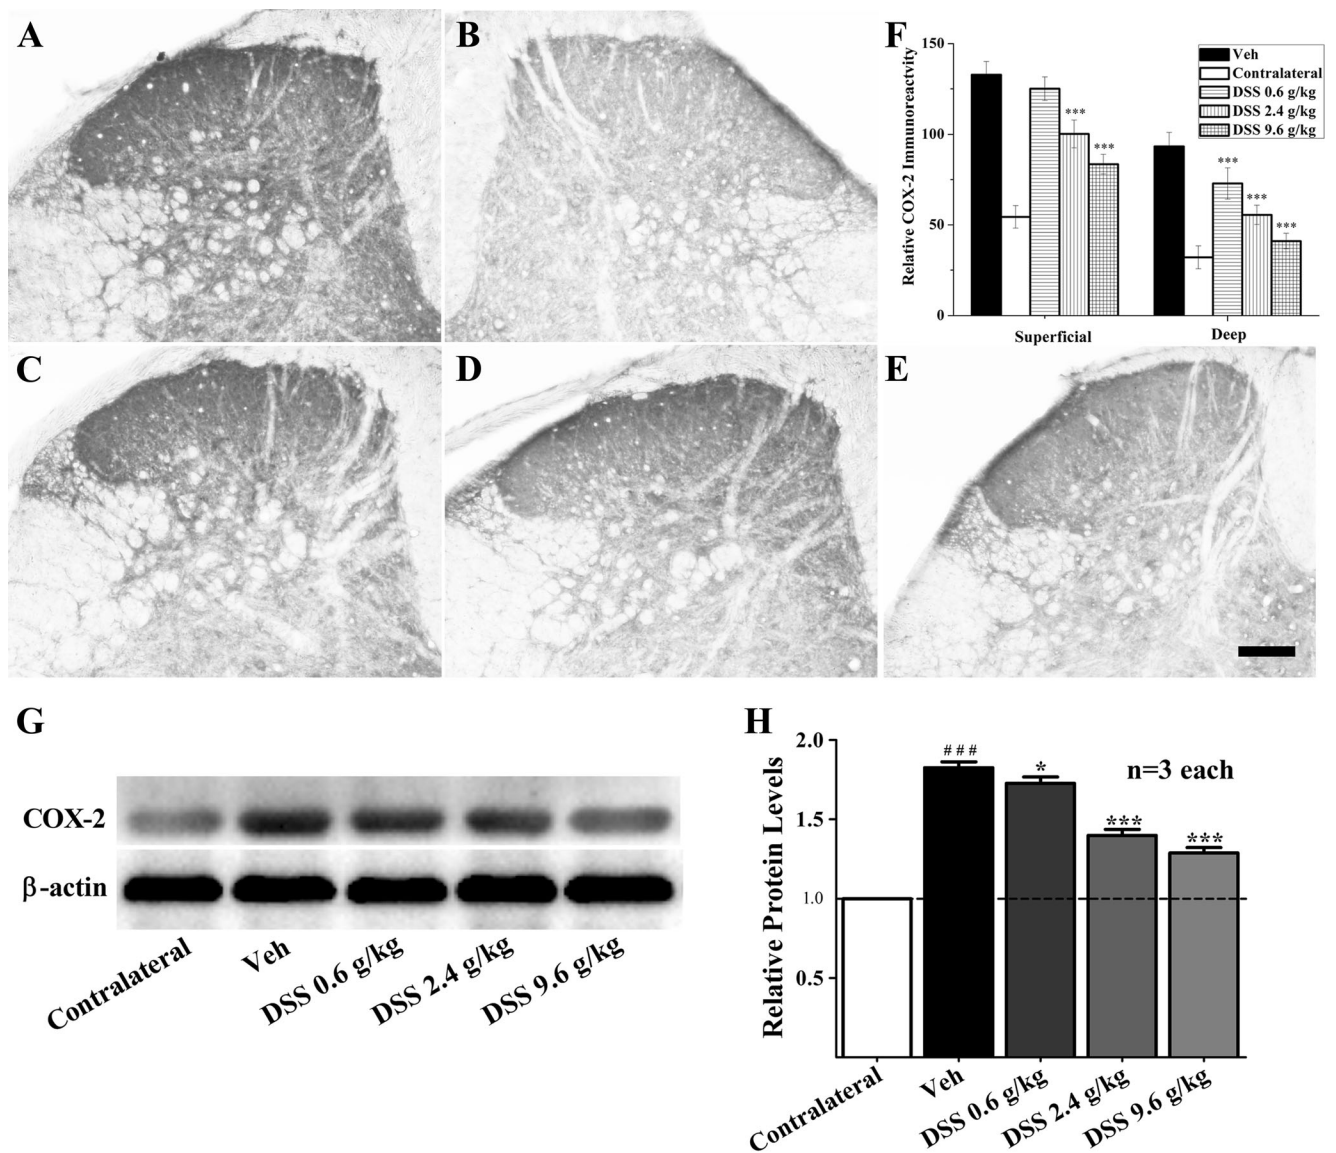 A
B
F
150
100
50
0
Relative COX-2 Immunoreactvity
Veh
Contralateral
DSS 0.6 g/kg
DSS 2.4 g/kg
DSS 9.6 g/kg
***
***
***
***
***
Superficial
Deep
C
D
E
G
COX-2
β-actin
Contralateral
Veh
DSS 0.6 g/kg
DSS 2.4 g/kg
DSS 9.6 g/kg
H
2.0
1.5
1.0
0.5
Relative Protein Levels
###
*
***
***
n=3 each
Contralateral
Veh
DSS 0.6 g/kg
DSS 2.4 g/kg
DSS 9.6 g/kg